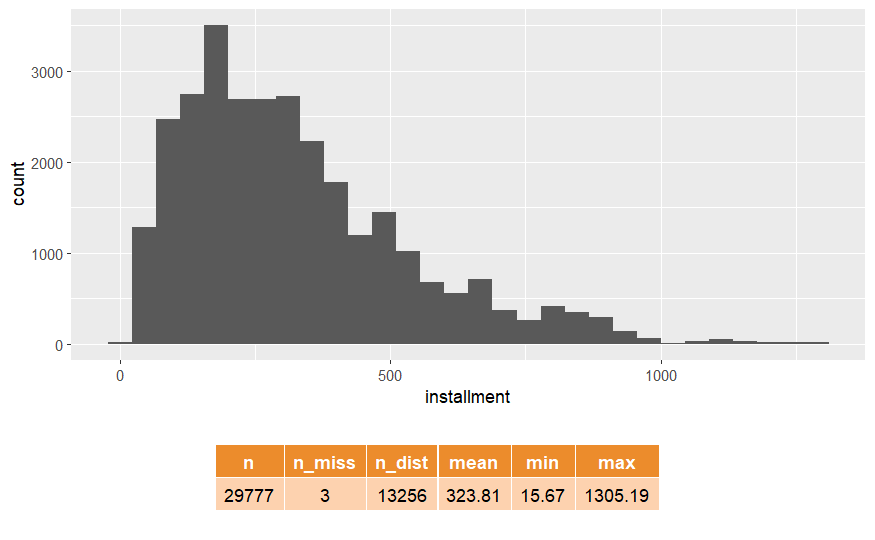 3000
2000
1000
0
count
0 500 1000
installment
n n_miss n_dist mean min max
29777 3 13256 323.81 15.67 1305.19